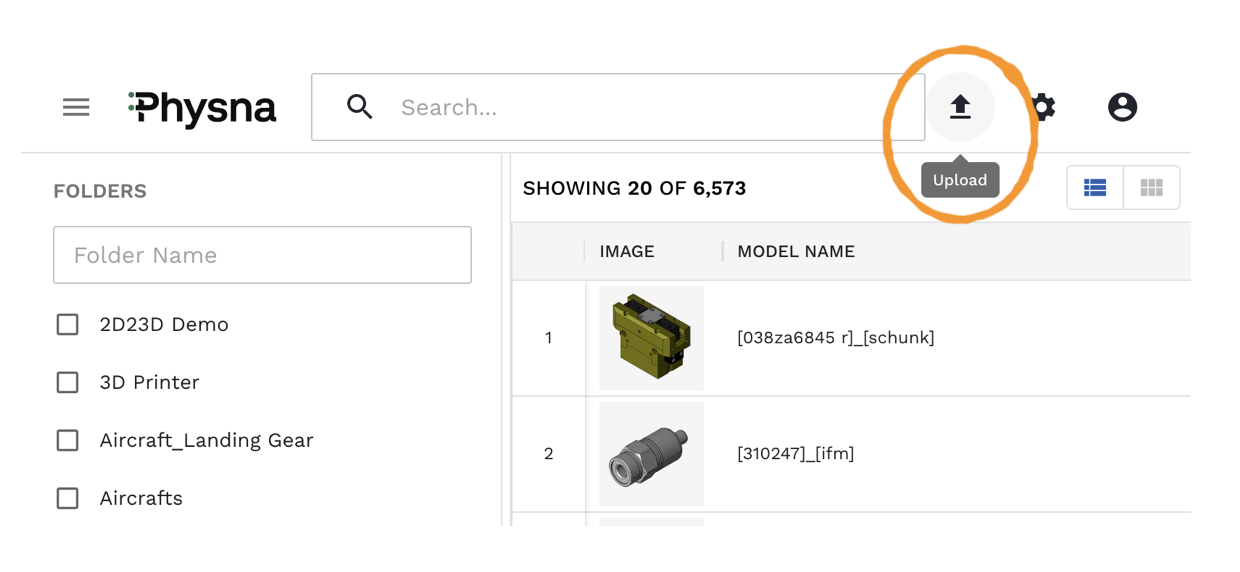 Physna
Search...
Upload
FOLDERS
Folder Name
2D23D Demo
3D Printer
Aircraft_Landing Gear
Aircrafts
SHOWING 20 OF 6,573
IMAGE
MODEL NAME
1
[038za6845 r]_[schunk]
2
[310247]_[ifm]